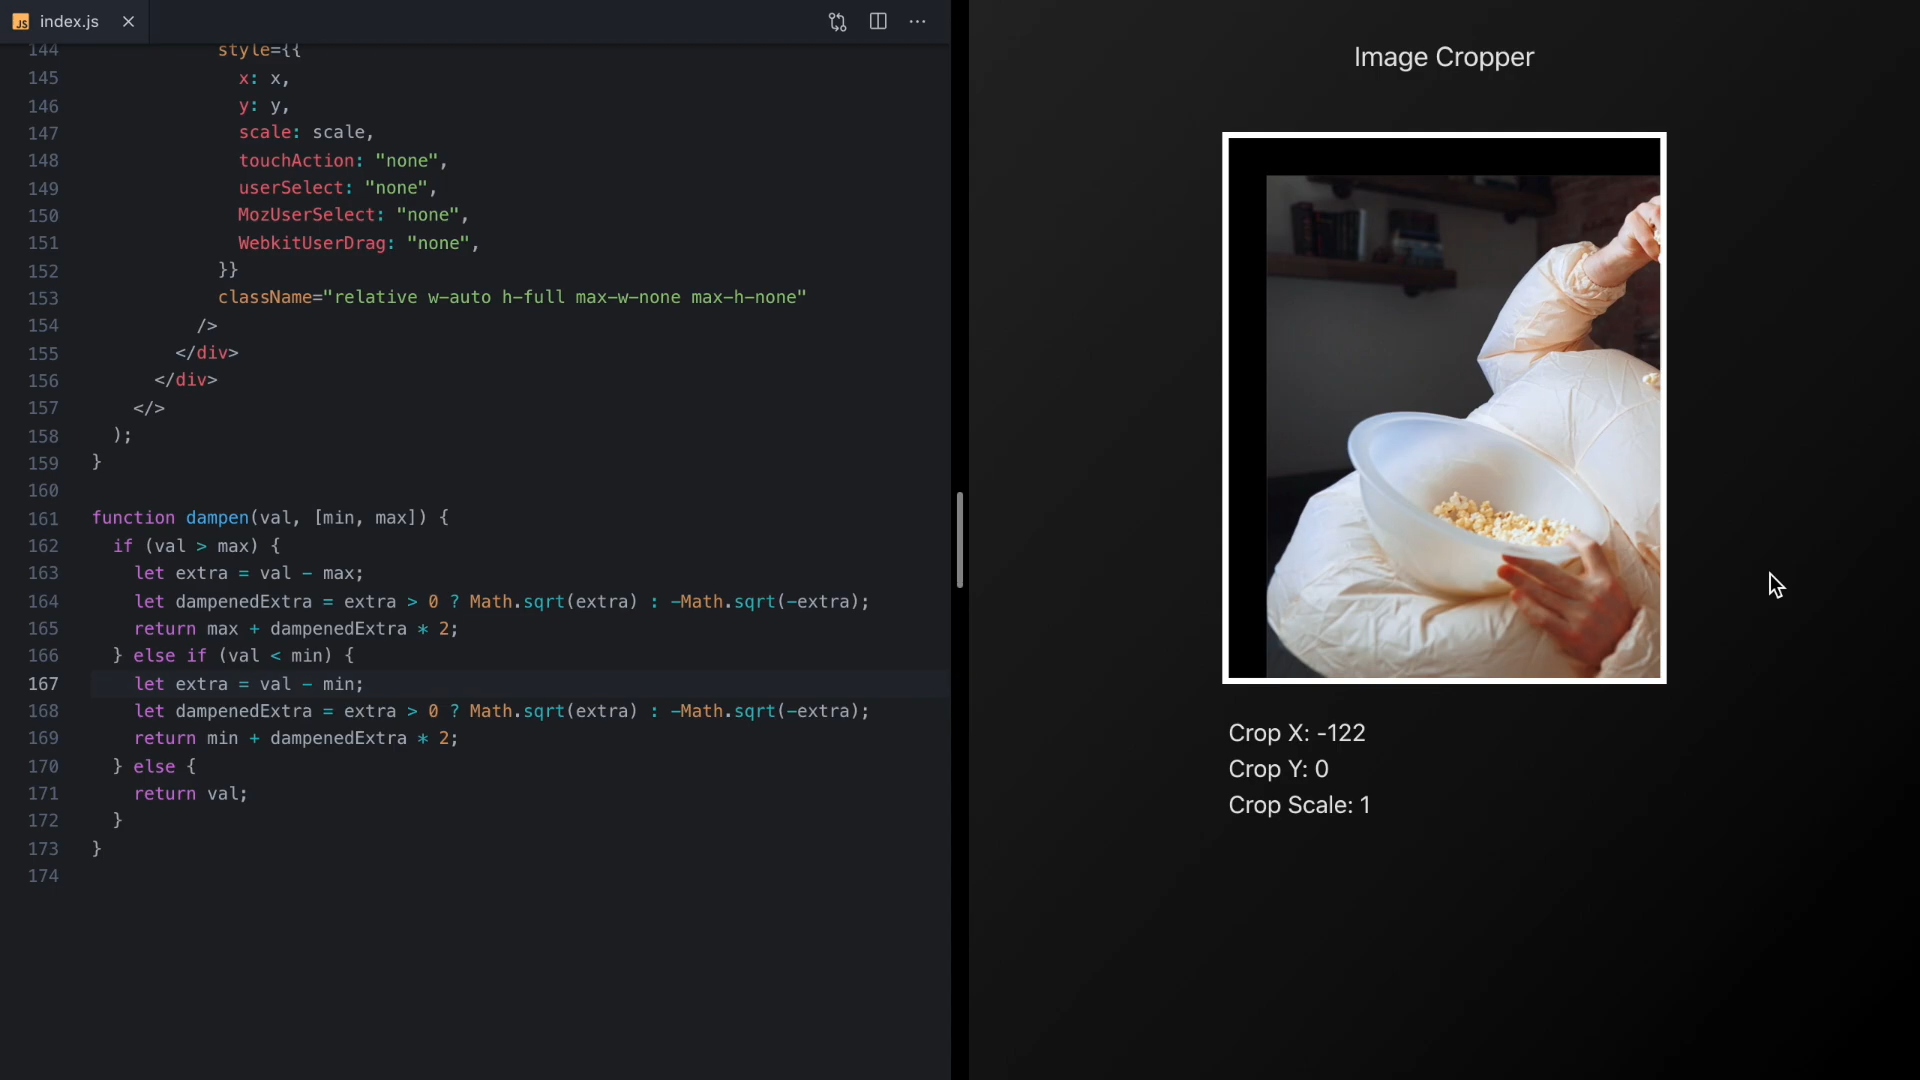 JS index.js
144 style={{
145 x: x,
146 y: y,
147 scale: scale,
148 touchAction: "none",
149 userSelect: "none",
150 MozUserSelect: "none",
151 WebkitUserDrag: "none",
152 }}
153 className="relative w-auto h-full max-w-none max-h-none"
154 />
155 </div>
156 </div>
157 </>
158 );
159 }
160
161 function dampen(val, [min, max]) {
162 if (val > max) {
163 let extra = val - max;
164 let dampenedExtra = extra > 0 ? Math.sqrt(extra) : -Math.sqrt(-extra);
165 return max + dampenedExtra * 2;
166 } else if (val < min) {
167 let extra = val - min;
168 let dampenedExtra = extra > 0 ? Math.sqrt(extra) : -Math.sqrt(-extra);
169 return min + dampenedExtra * 2;
170 } else {
171 return val;
172 }
173 }
174
Image Cropper
Crop X: -122
Crop Y: 0
Crop Scale: 1